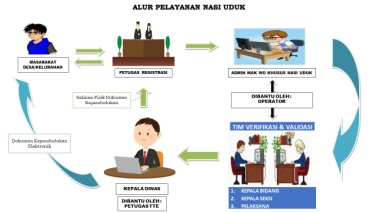 ALUR PELAYANAN NASI UDUK
MASARAKAT
DESA/KELURAHAN
PETUGAS REGISTRASI
ADMIN NAK WO KHUSUS NASI UDUK
Salinan Fisik Dokumen
Kependudukan
DIBANTU OLEH :
OPERATOR
TIM VERIFIKASI & VALIDASI
Dokumen Kependudukan
Elektronik
KEPALA DINAS
DIBANTU OLEH :
PETUGAS TTE
1. KEPALA BIDANG
2. KEPALA SEKSI
3. PELAKSANA